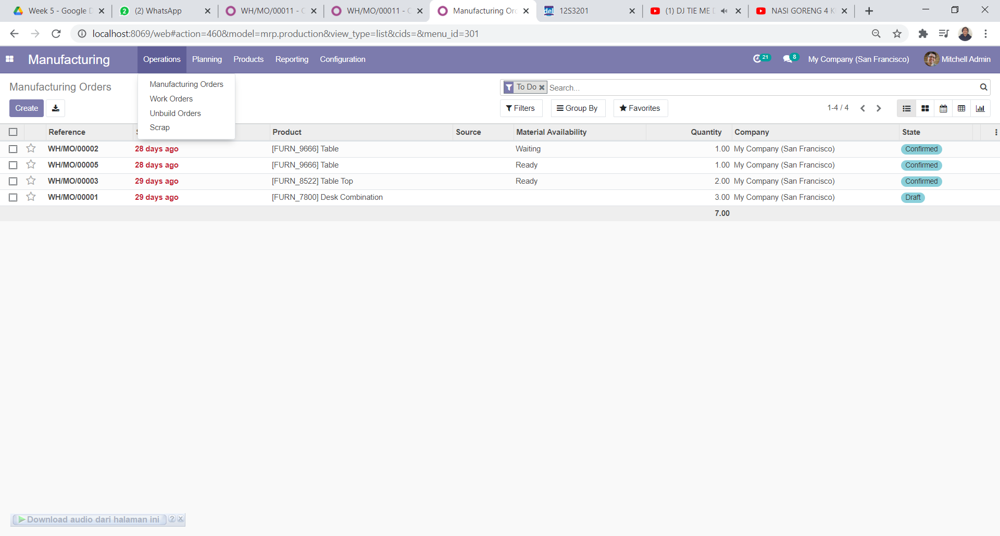 Week 5 - Google D
(2) WhatsApp
WH/MO/00011 - C
WH/MO/00011 - C
Manufacturing Or
12S3201
(1) DJ TIE ME D
NASI GORENG 4 K
localhost:8069/web#action=460&model=mrp.production&view_type=list&cids=&menu_id=301
Manufacturing
Operations
Planning
Products
Reporting
Configuration
21
8
My Company (San Francisco)
Mitchell Admin
Manufacturing Orders
Manufacturing Orders
Work Orders
Unbuild Orders
Scrap
To Do
Search...
Create
Filters
Group By
Favorites
1-4 / 4
Reference
Product
Source
Material Availability
Quantity
Company
State
WH/MO/00002 28 days ago [FURN_9666] Table Waiting 1.00 My Company (San Francisco) Confirmed
WH/MO/00005 28 days ago [FURN_9666] Table Ready 1.00 My Company (San Francisco) Confirmed
WH/MO/00003 29 days ago [FURN_8522] Table Top Ready 2.00 My Company (San Francisco) Confirmed
WH/MO/00001 29 days ago [FURN_7800] Desk Combination 3.00 My Company (San Francisco) Draft
7.00
Download audio dari halaman ini ? X